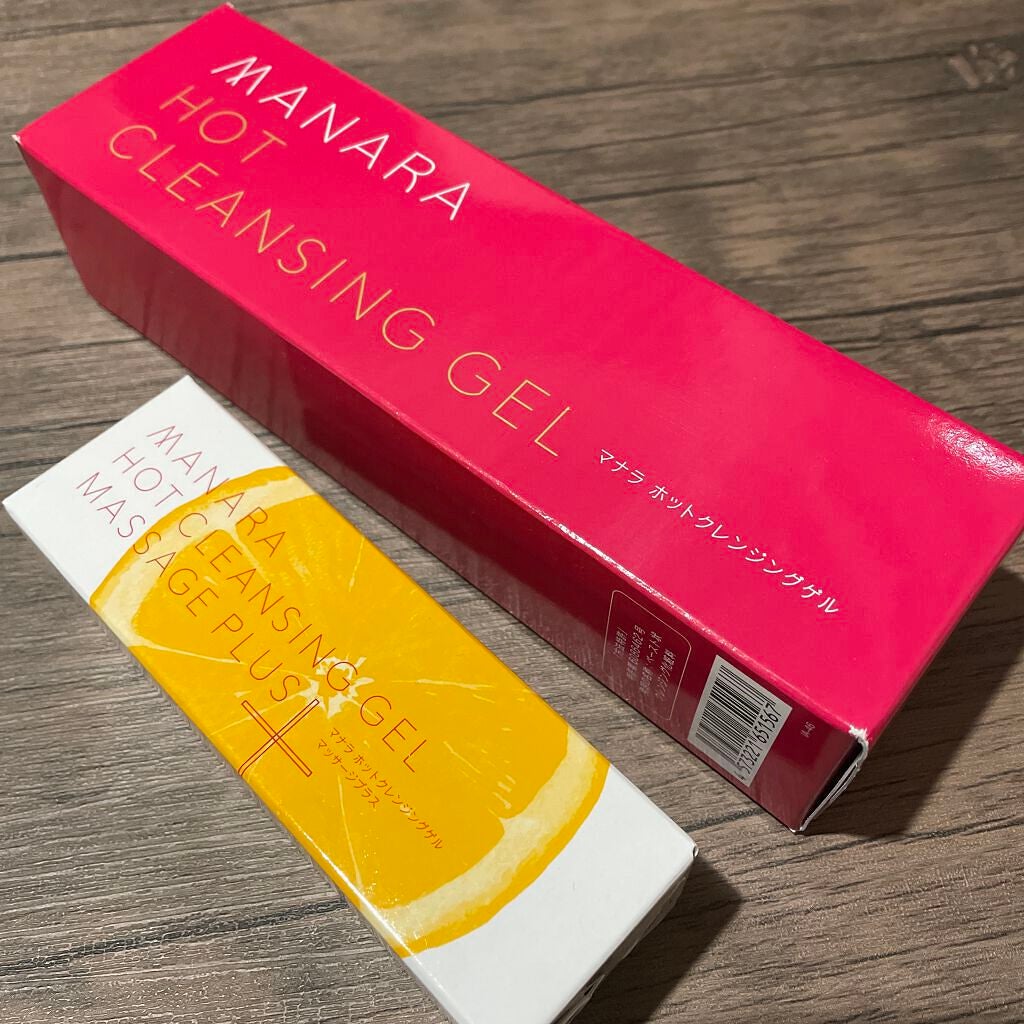 MANARA
HOT
CLEANSING GEL
マナラ ホットクレンジングゲル
MANARA
HOT CLEANSING GEL
MASSAGE PLUS
マナラ ホットクレンジングゲル
マッサージプラス
4573221651567